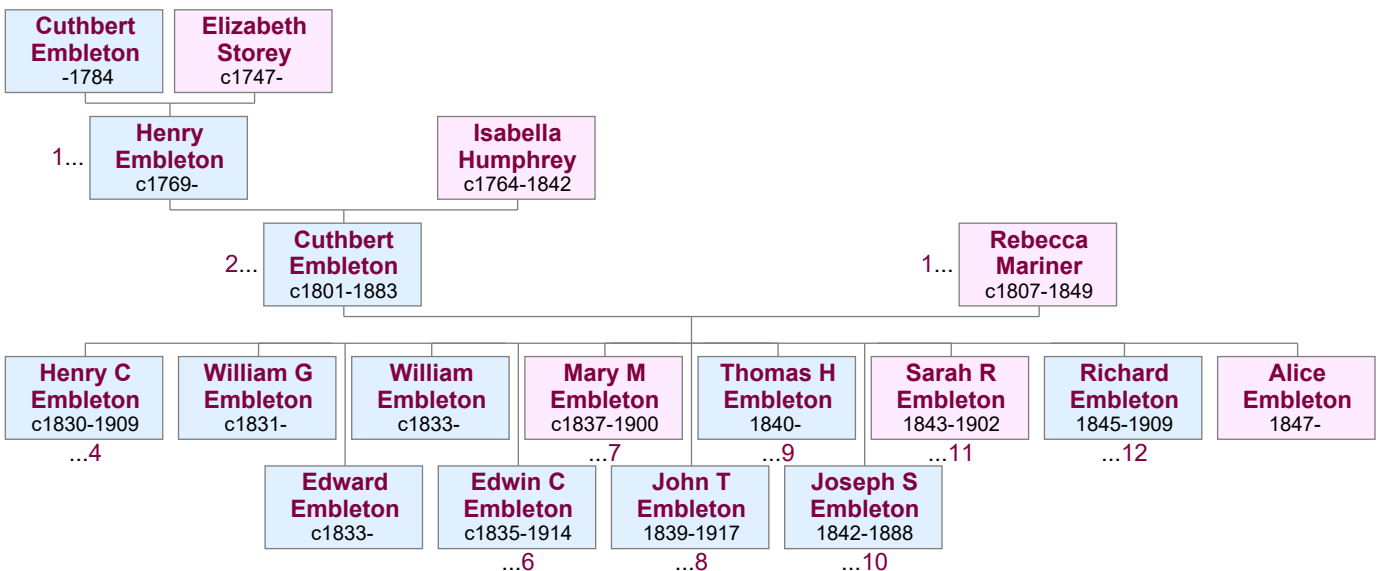 Cuthbert
Embleton
-1784
Elizabeth
Storey
c1747-
1...
Henry
Embleton
c1769-
Isabella
Humphrey
c1764-1842
2...
Cuthbert
Embleton
c1801-1883
1...
Rebecca
Mariner
c1807-1849
Henry C
Embleton
c1830-1909
...4
William G
Embleton
c1831-
William
Embleton
c1833-
Mary M
Embleton
c1837-1900
...7
Thomas H
Embleton
1840-
...9
Sarah R
Embleton
1843-1902
...11
Richard
Embleton
1845-1909
...12
Alice
Embleton
1847-
Edward
Embleton
c1833-
Edwin C
Embleton
c1835-1914
...6
John T
Embleton
1839-1917
...8
Joseph S
Embleton
1842-1888
...10